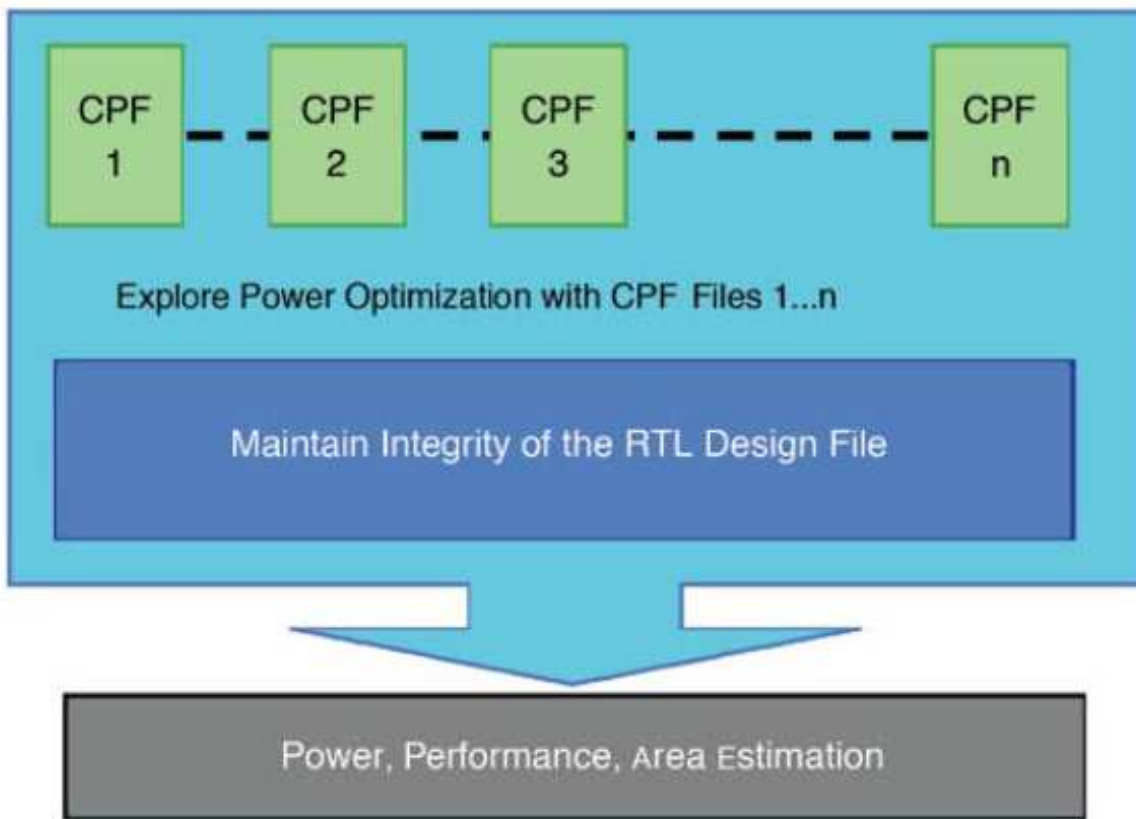 CPF
1
CPF
2
CPF
3
CPF
n
Explore Power Optimization with CPF Files 1...n
Maintain Integrity of the RTL Design File
Power, Performance, Area Estimation